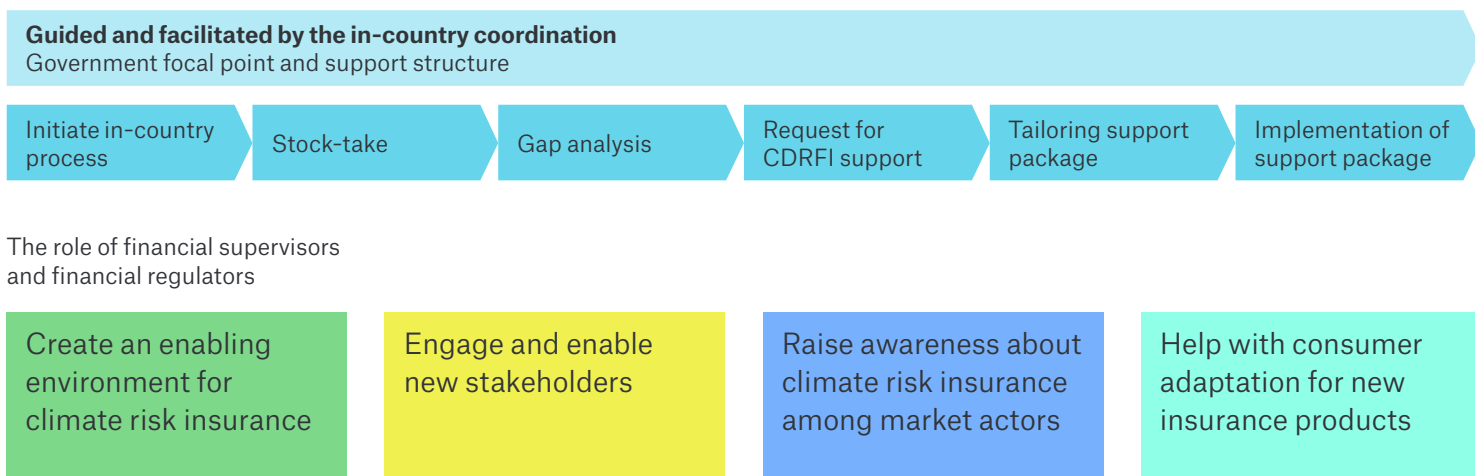 Guided and facilitated by the in-country coordination
Government focal point and support structure
Initiate in-country
process
Stock-take
Gap analysis
Request for
CDRFI support
Tailoring support
package
Implementation of
support package
The role of financial supervisors
and financial regulators
Create an enabling
environment for
climate risk insurance
Engage and enable
new stakeholders
Raise awareness about
climate risk insurance
among market actors
Help with consumer
adaptation for new
insurance products